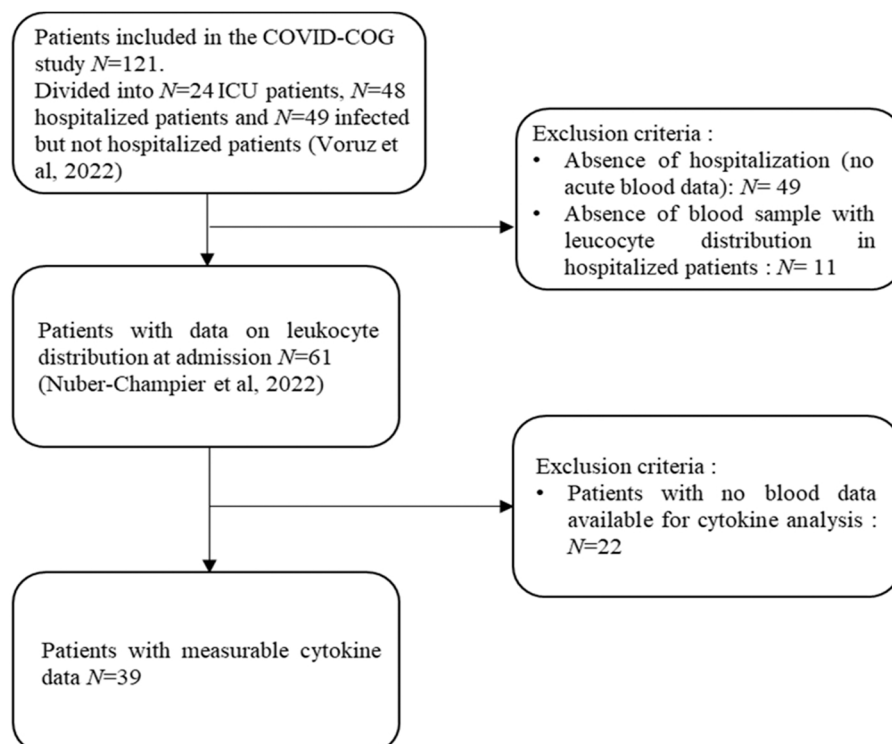 Patients included in the COVID-COG
study N=121.
Divided into N=24 ICU patients, N=48
hospitalized patients and N=49 infected
but not hospitalized patients (Voruz et
al, 2022)
Exclusion criteria :
• Absence of hospitalization (no
acute blood data): N= 49
• Absence of blood sample with
leucocyte distribution in
hospitalized patients : N= 11
Patients with data on leukocyte
distribution at admission N=61
(Nuber-Champier et al, 2022)
Exclusion criteria :
• Patients with no blood data
available for cytokine analysis :
N=22
Patients with measurable cytokine
data N=39